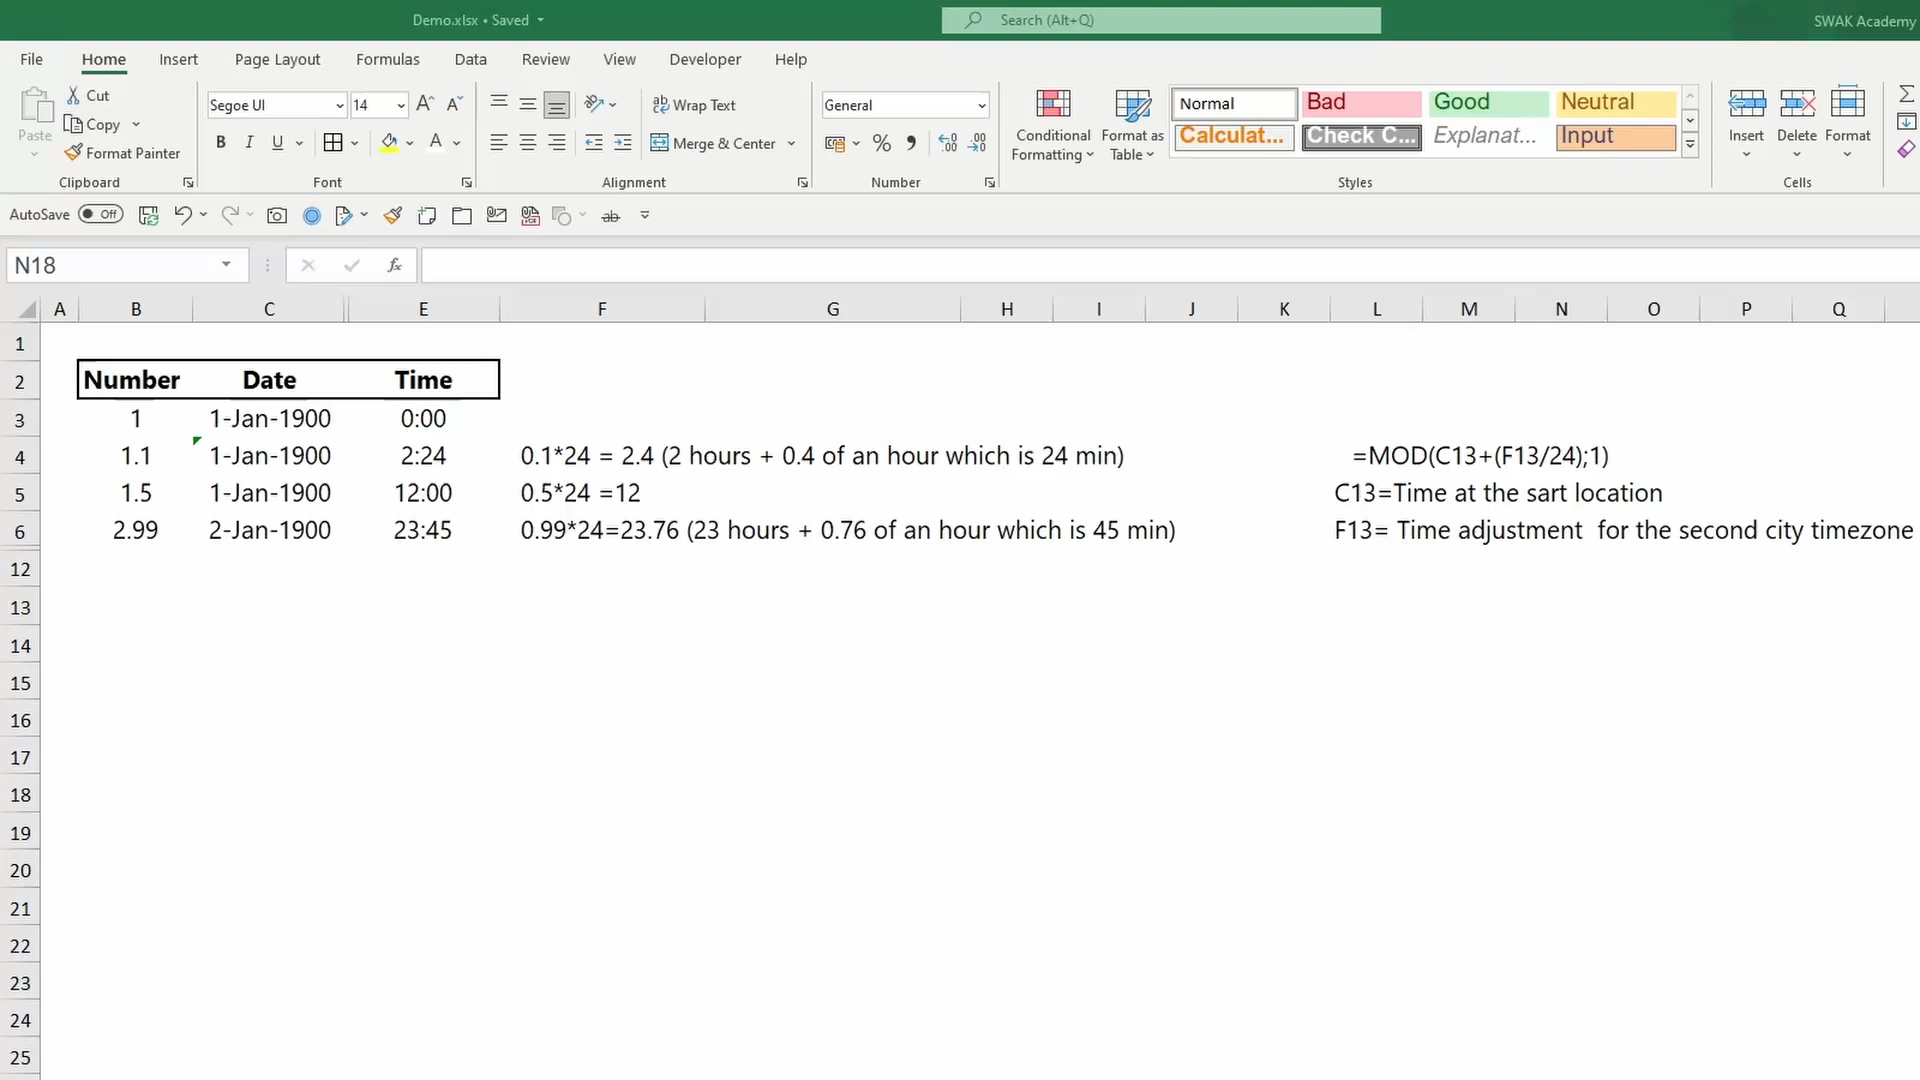 Demo.xlsx • Saved
Search (Alt+Q)
SWAK Academy
File Home Insert Page Layout Formulas Data Review View Developer Help
Paste
Cut
Copy
Format Painter
Clipboard
Segoe UI 14
B I U
Font
Wrap Text
Merge & Center
Alignment
General
Number
Conditional Formatting
Format as Table
Normal Bad Good Neutral
Calculat... Check C... Explanat... Input
Styles
Insert Delete Format
Cells
AutoSave Off
N18
fx
A B C E F G H I J K L M N O P Q
1
2 Number Date Time
3 1 1-Jan-1900 0:00
4 1.1 1-Jan-1900 2:24 0.1*24 = 2.4 (2 hours + 0.4 of an hour which is 24 min) =MOD(C13+(F13/24);1)
5 1.5 1-Jan-1900 12:00 0.5*24 =12 C13=Time at the sart location
6 2.99 2-Jan-1900 23:45 0.99*24=23.76 (23 hours + 0.76 of an hour which is 45 min) F13= Time adjustment for the second city timezone
12
13
14
15
16
17
18
19
20
21
22
23
24
25